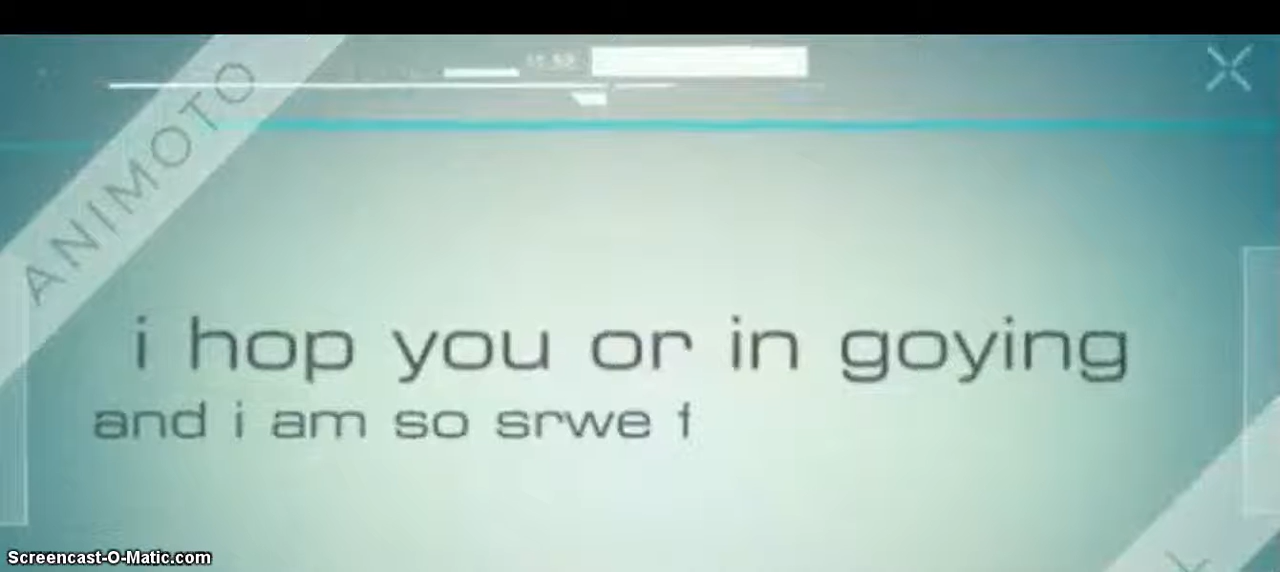 ANIMOTO
i hop you or in goying
and i am so srwe f
Screencast-O-Matic.com